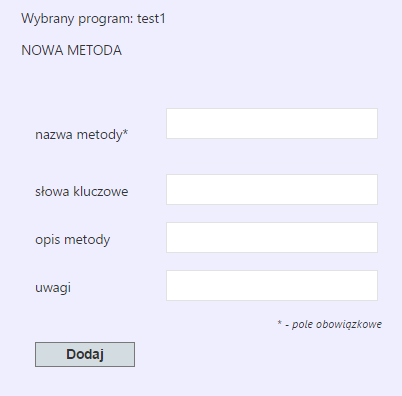 Wybrany program: test1
NOWA METODA
nazwa metody*
słowa kluczowe
opis metody
uwagi
* - pole obowiązkowe
Dodaj